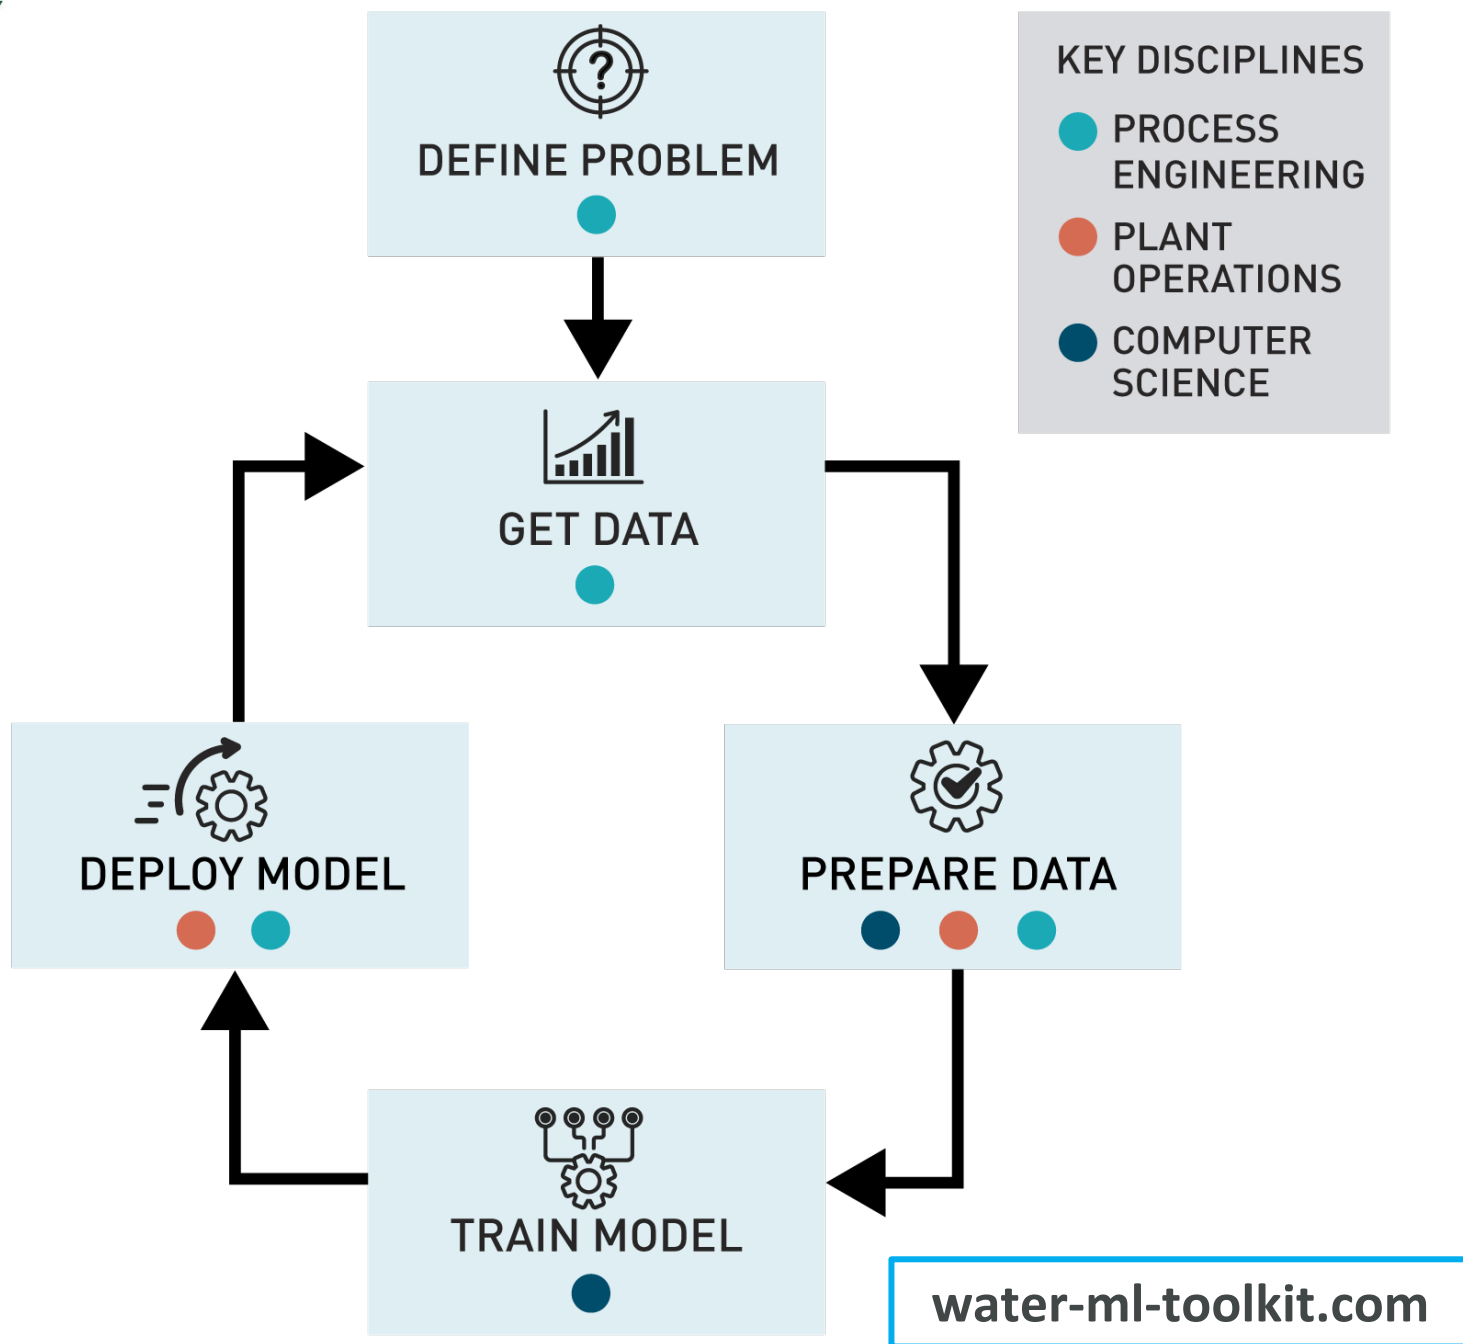 ?
DEFINE PROBLEM
KEY DISCIPLINES
PROCESS
ENGINEERING
PLANT
OPERATIONS
COMPUTER
SCIENCE
GET DATA
DEPLOY MODEL
PREPARE DATA
TRAIN MODEL
water-ml-toolkit.com